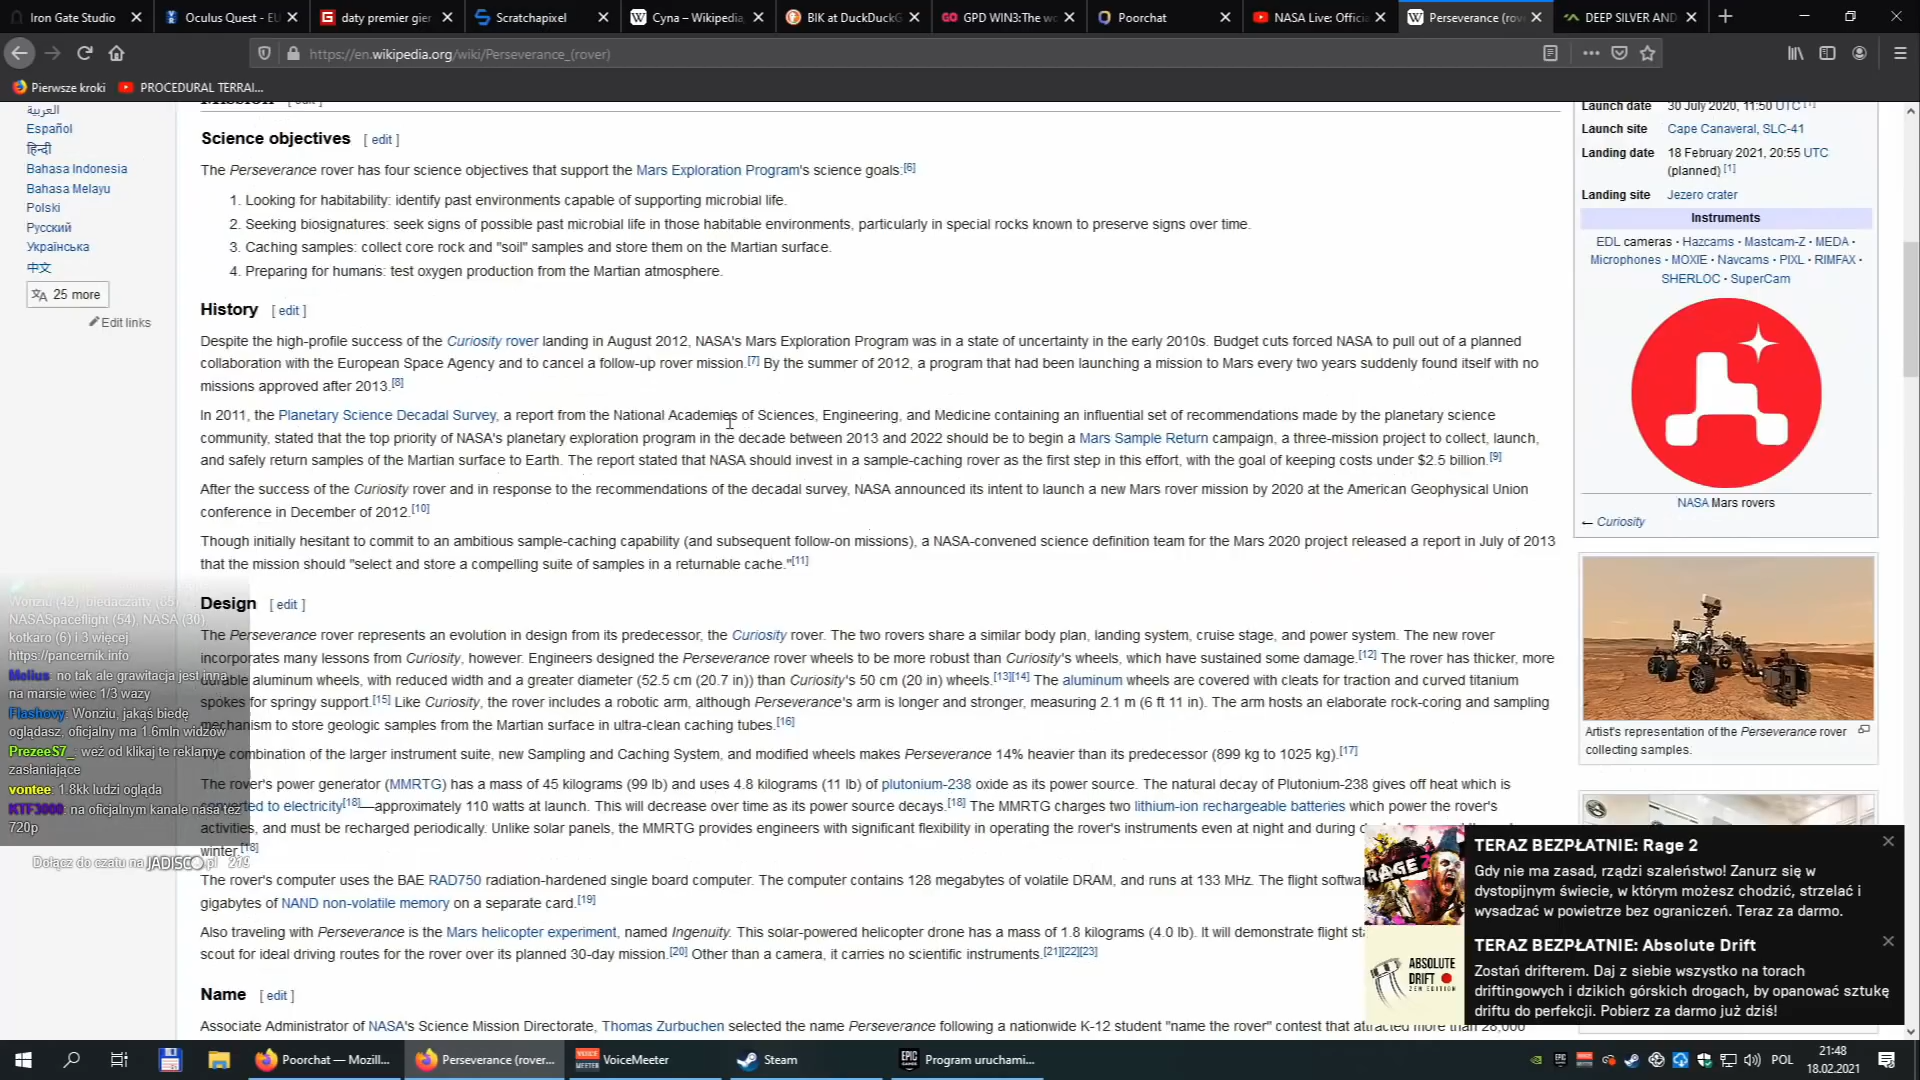 Iron Gate Studio
Oculus Quest - EU
daty premier gier
Scratchapixel
Cyna – Wikipedia,
BIK at DuckDuckG
GPD WIN3:The wo
Poorchat
NASA Live: Officia
Perseverance (rov
DEEP SILVER AND
https://en.wikipedia.org/wiki/Perseverance_(rover)
Pierwsze kroki
PROCEDURAL TERRAI...
العربية
Español
हिन्दी
Bahasa Indonesia
Bahasa Melayu
Polski
Русский
Українська
中文
25 more
Edit links
Mission [ edit ]
Science objectives [ edit ]
The Perseverance rover has four science objectives that support the Mars Exploration Program's science goals:[6]
1. Looking for habitability: identify past environments capable of supporting microbial life.
2. Seeking biosignatures: seek signs of possible past microbial life in those habitable environments, particularly in special rocks known to preserve signs over time.
3. Caching samples: collect core rock and "soil" samples and store them on the Martian surface.
4. Preparing for humans: test oxygen production from the Martian atmosphere.
History [ edit ]
Despite the high-profile success of the Curiosity rover landing in August 2012, NASA's Mars Exploration Program was in a state of uncertainty in the early 2010s. Budget cuts forced NASA to pull out of a planned
collaboration with the European Space Agency and to cancel a follow-up rover mission.[7] By the summer of 2012, a program that had been launching a mission to Mars every two years suddenly found itself with no
missions approved after 2013.[8]
In 2011, the Planetary Science Decadal Survey, a report from the National Academies of Sciences, Engineering, and Medicine containing an influential set of recommendations made by the planetary science
community, stated that the top priority of NASA's planetary exploration program in the decade between 2013 and 2022 should be to begin a Mars Sample Return campaign, a three-mission project to collect, launch,
and safely return samples of the Martian surface to Earth. The report stated that NASA should invest in a sample-caching rover as the first step in this effort, with the goal of keeping costs under $2.5 billion.[9]
After the success of the Curiosity rover and in response to the recommendations of the decadal survey, NASA announced its intent to launch a new Mars rover mission by 2020 at the American Geophysical Union
conference in December of 2012.[10]
Though initially hesitant to commit to an ambitious sample-caching capability (and subsequent follow-on missions), a NASA-convened science definition team for the Mars 2020 project released a report in July of 2013
that the mission should "select and store a compelling suite of samples in a returnable cache."[11]
Design [ edit ]
The Perseverance rover represents an evolution in design from its predecessor, the Curiosity rover. The two rovers share a similar body plan, landing system, cruise stage, and power system. The new rover
incorporates many lessons from Curiosity, however. Engineers designed the Perseverance rover wheels to be more robust than Curiosity's wheels, which have sustained some damage.[12] The rover has thicker, more
durable aluminum wheels, with reduced width and a greater diameter (52.5 cm (20.7 in)) than Curiosity's 50 cm (20 in) wheels.[13][14] The aluminum wheels are covered with cleats for traction and curved titanium
spokes for springy support.[15] Like Curiosity, the rover includes a robotic arm, although Perseverance's arm is longer and stronger, measuring 2.1 m (6 ft 11 in). The arm hosts an elaborate rock-coring and sampling
mechanism to store geologic samples from the Martian surface in ultra-clean caching tubes.[16]
combination of the larger instrument suite, new Sampling and Caching System, and modified wheels makes Perseverance 14% heavier than its predecessor (899 kg to 1025 kg).[17]
The rover's power generator (MMRTG) has a mass of 45 kilograms (99 lb) and uses 4.8 kilograms (11 lb) of plutonium-238 oxide as its power source. The natural decay of Plutonium-238 gives off heat which is
converted to electricity[18]—approximately 110 watts at launch. This will decrease over time as its power source decays.[18] The MMRTG charges two lithium-ion rechargeable batteries which power the rover's
activities, and must be recharged periodically. Unlike solar panels, the MMRTG provides engineers with significant flexibility in operating the rover's instruments even at night and during
winter.[18]
The rover's computer uses the BAE RAD750 radiation-hardened single board computer. The computer contains 128 megabytes of volatile DRAM, and runs at 133 MHz. The flight softwar
gigabytes of NAND non-volatile memory on a separate card.[19]
Also traveling with Perseverance is the Mars helicopter experiment, named Ingenuity. This solar-powered helicopter drone has a mass of 1.8 kilograms (4.0 lb). It will demonstrate flight sta
scout for ideal driving routes for the rover over its planned 30-day mission.[20] Other than a camera, it carries no scientific instruments.[21][22][23]
Name [ edit ]
Associate Administrator of NASA's Science Mission Directorate, Thomas Zurbuchen selected the name Perseverance following a nationwide K-12 student "name the rover" contest that attracted more than 28,000
Launch date 30 July 2020, 11:50 UTC [1]
Launch site Cape Canaveral, SLC-41
Landing date 18 February 2021, 20:55 UTC
(planned) [1]
Landing site Jezero crater
Instruments
EDL cameras · Hazcams · Mastcam-Z · MEDA ·
Microphones · MOXIE · Navcams · PIXL · RIMFAX ·
SHERLOC · SuperCam
NASA Mars rovers
← Curiosity
Artist's representation of the Perseverance rover
collecting samples.
Wonziu (42), biedaczatty (65)
NASASpaceflight (54), NASA (30)
kotkaro (6) i 3 więcej
https://pancernik.info
Melius: no tak ale grawitacja jest inna
na marsie wiec 1/3 wazy
Flashovy: Wonziu, jakąś biedę
oglądasz, oficjalny ma 1.6mln widzów
PrezeeS7_: weź od klikaj te reklamy
zasłaniające
vontee: 1.8kk ludzi ogląda
KTF3000: na oficjalnym kanale nasa też
720p
Dołącz do czatu na JADISCO.pl 219
RAGE 2
TERAZ BEZPŁATNIE: Rage 2
Gdy nie ma zasad, rządzi szaleństwo! Zanurz się w
dystopijnym świecie, w którym możesz chodzić, strzelać i
wysadzać w powietrze bez ograniczeń. Teraz za darmo.
ABSOLUTE
DRIFT
ZEN EDITION
TERAZ BEZPŁATNIE: Absolute Drift
Zostań drifterem. Daj z siebie wszystko na torach
driftingowych i dzikich górskich drogach, by opanować sztukę
driftu do perfekcji. Pobierz za darmo już dziś!
Poorchat — Mozill...
Perseverance (rover...
VoiceMeeter
Steam
Program uruchami...
POL
21:48
18.02.2021